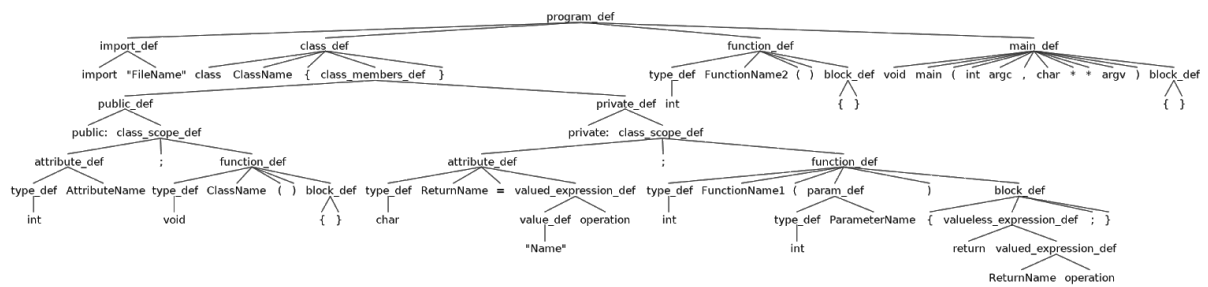 program_def
import_def class_def function_def main_def
import "FileName" class ClassName { class_members_def } type_def FunctionName2 ( ) block_def void main ( int argc , char * * argv ) block_def
public_def private_def int { } { }
public: class_scope_def private: class_scope_def
attribute_def ; function_def attribute_def ; function_def
type_def AttributeName type_def ClassName ( ) block_def type_def ReturnName = valued_expression_def type_def FunctionName1 ( param_def ) block_def
int void { } char value_def operation int type_def ParameterName { valueless_expression_def ; }
"Name" int return valued_expression_def
ReturnName operation